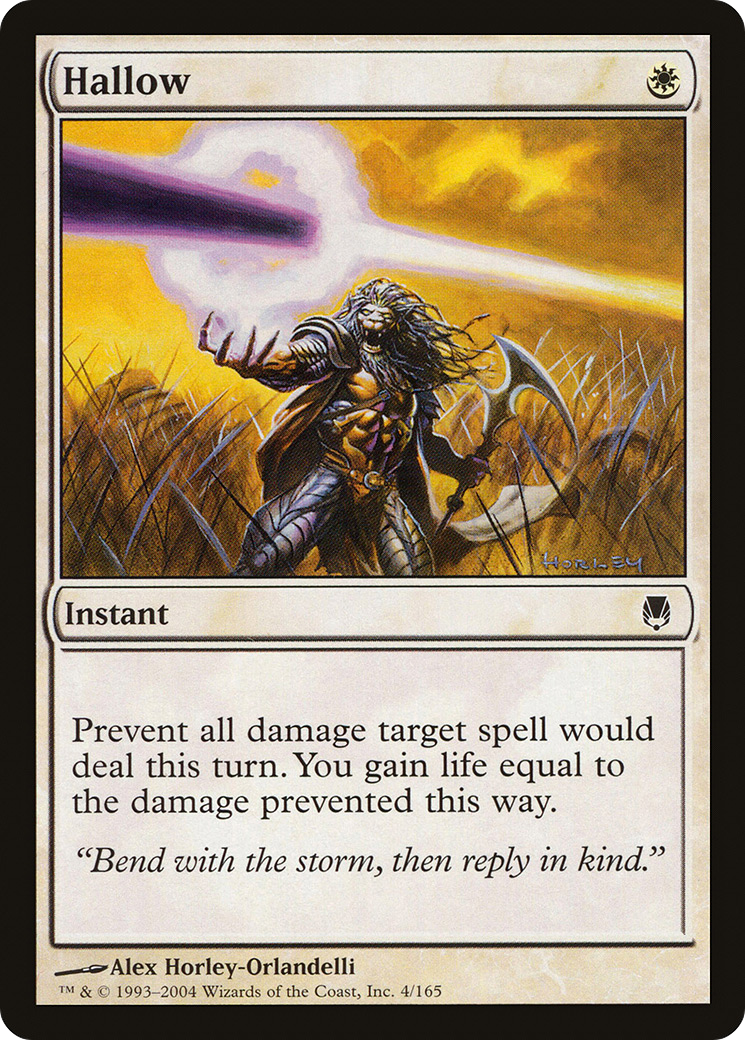 Hallow
HORLEY
Instant
Prevent all damage target spell would
deal this turn. You gain life equal to
the damage prevented this way.
“Bend with the storm, then reply in kind.”
Alex Horley-Orlandelli
™ & © 1993–2004 Wizards of the Coast, Inc. 4/165